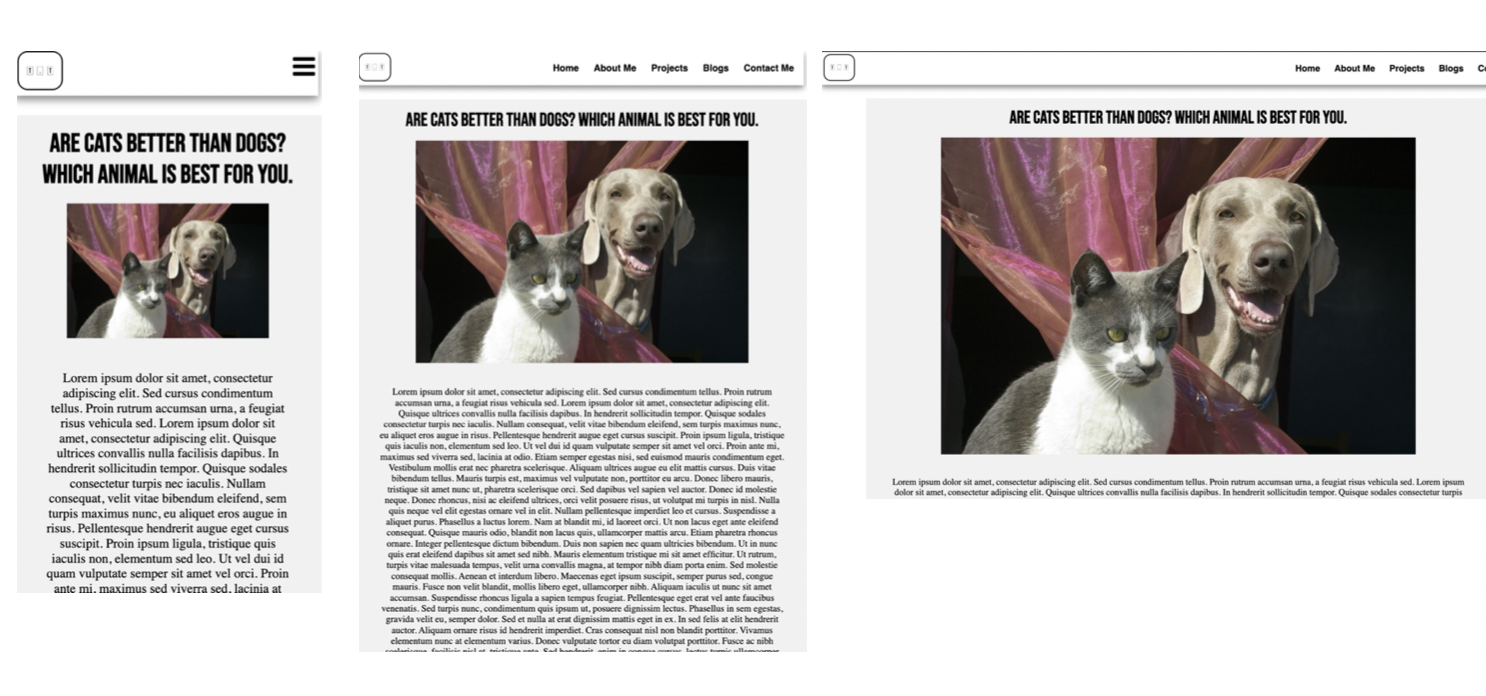 ARE CATS BETTER THAN DOGS?
WHICH ANIMAL IS BEST FOR YOU.
Lorem ipsum dolor sit amet, consectetur
adipiscing elit. Sed cursus condimentum
tellus. Proin rutrum accumsan urna, a feugiat
risus vehicula sed. Lorem ipsum dolor sit
amet, consectetur adipiscing elit. Quisque
ultrices convallis nulla facilisis dapibus. In
hendrerit sollicitudin tempor. Quisque sodales
consectetur turpis nec iaculis. Nullam
consequat, velit vitae bibendum eleifend, sem
turpis maximus nunc, eu aliquet eros augue in
risus. Pellentesque hendrerit augue eget cursus
suscipit. Proin ipsum ligula, tristique quis
iaculis non, elementum sed leo. Ut vel dui id
quam vulputate semper sit amet vel orci. Proin
ante mi, maximus sed viverra sed, lacinia at
Home About Me Projects Blogs Contact Me
ARE CATS BETTER THAN DOGS? WHICH ANIMAL IS BEST FOR YOU.
Lorem ipsum dolor sit amet, consectetur adipiscing elit. Sed cursus condimentum tellus. Proin rutrum
accumsan urna, a feugiat risus vehicula sed. Lorem ipsum dolor sit amet, consectetur adipiscing elit.
Quisque ultrices convallis nulla facilisis dapibus. In hendrerit sollicitudin tempor. Quisque sodales
consectetur turpis nec iaculis. Nullam consequat, velit vitae bibendum eleifend, sem turpis maximus nunc,
eu aliquet eros augue in risus. Pellentesque hendrerit augue eget cursus suscipit. Proin ipsum ligula, tristique
quis iaculis non, elementum sed leo. Ut vel dui id quam vulputate semper sit amet vel orci. Proin ante mi,
maximus sed viverra sed, lacinia at odio. Etiam semper egestas nisi, sed euismod mauris condimentum eget.
Vestibulum mollis erat nec pharetra scelerisque. Aliquam ultrices augue eu elit mattis cursus. Duis vitae
bibendum tellus. Mauris turpis est, maximus vel vulputate non, porttitor eu arcu. Donec libero mauris,
tristique sit amet nunc ut, pharetra scelerisque orci. Sed dapibus vel sapien vel auctor. Donec id molestie
neque. Donec rhoncus, nisi ac eleifend ultrices, orci velit posuere risus, ut volutpat mi turpis in nisl. Nulla
quis neque vel elit egestas ornare vel in elit. Nullam pellentesque imperdiet leo et cursus. Suspendisse a
aliquet purus. Phasellus a luctus lorem. Nam at blandit mi, id laoreet orci. Ut non lacus eget ante eleifend
consequat. Quisque mauris odio, blandit non lacus quis, ullamcorper mattis arcu. Etiam pharetra rhoncus
ornare. Integer pellentesque dictum bibendum. Duis non sapien nec quam ultricies bibendum. Ut in nunc
quis erat eleifend dapibus sit amet sed nibh. Mauris elementum tristique mi sit amet efficitur. Ut rutrum,
turpis vitae malesuada tempus, velit urna convallis magna, at tempor nibh diam porta enim. Sed molestie
consequat mollis. Aenean et interdum libero. Maecenas eget ipsum suscipit, semper purus sed, congue
mauris. Fusce non velit blandit, mollis libero eget, ullamcorper nibh. Aliquam iaculis ut nunc sit amet
accumsan. Suspendisse rhoncus ligula a sapien tempus feugiat. Pellentesque eget erat vel ante faucibus
venenatis. Sed turpis nunc, condimentum quis ipsum ut, posuere dignissim lectus. Phasellus in sem egestas,
gravida velit eu, semper dolor. Sed et nulla at erat dignissim mattis eget in ex. In sed felis at elit hendrerit
auctor. Aliquam ornare risus id hendrerit imperdiet. Cras consequat nisl non blandit porttitor. Vivamus
elementum nunc at elementum varius. Donec vulputate tortor eu diam volutpat porttitor. Fusce ac nibh
Home About Me Projects Blogs
ARE CATS BETTER THAN DOGS? WHICH ANIMAL IS BEST FOR YOU.
Lorem ipsum dolor sit amet, consectetur adipiscing elit. Sed cursus condimentum tellus. Proin rutrum accumsan urna, a feugiat risus vehicula sed. Lorem ipsum
dolor sit amet, consectetur adipiscing elit. Quisque ultrices convallis nulla facilisis dapibus. In hendrerit sollicitudin tempor. Quisque sodales consectetur turpis